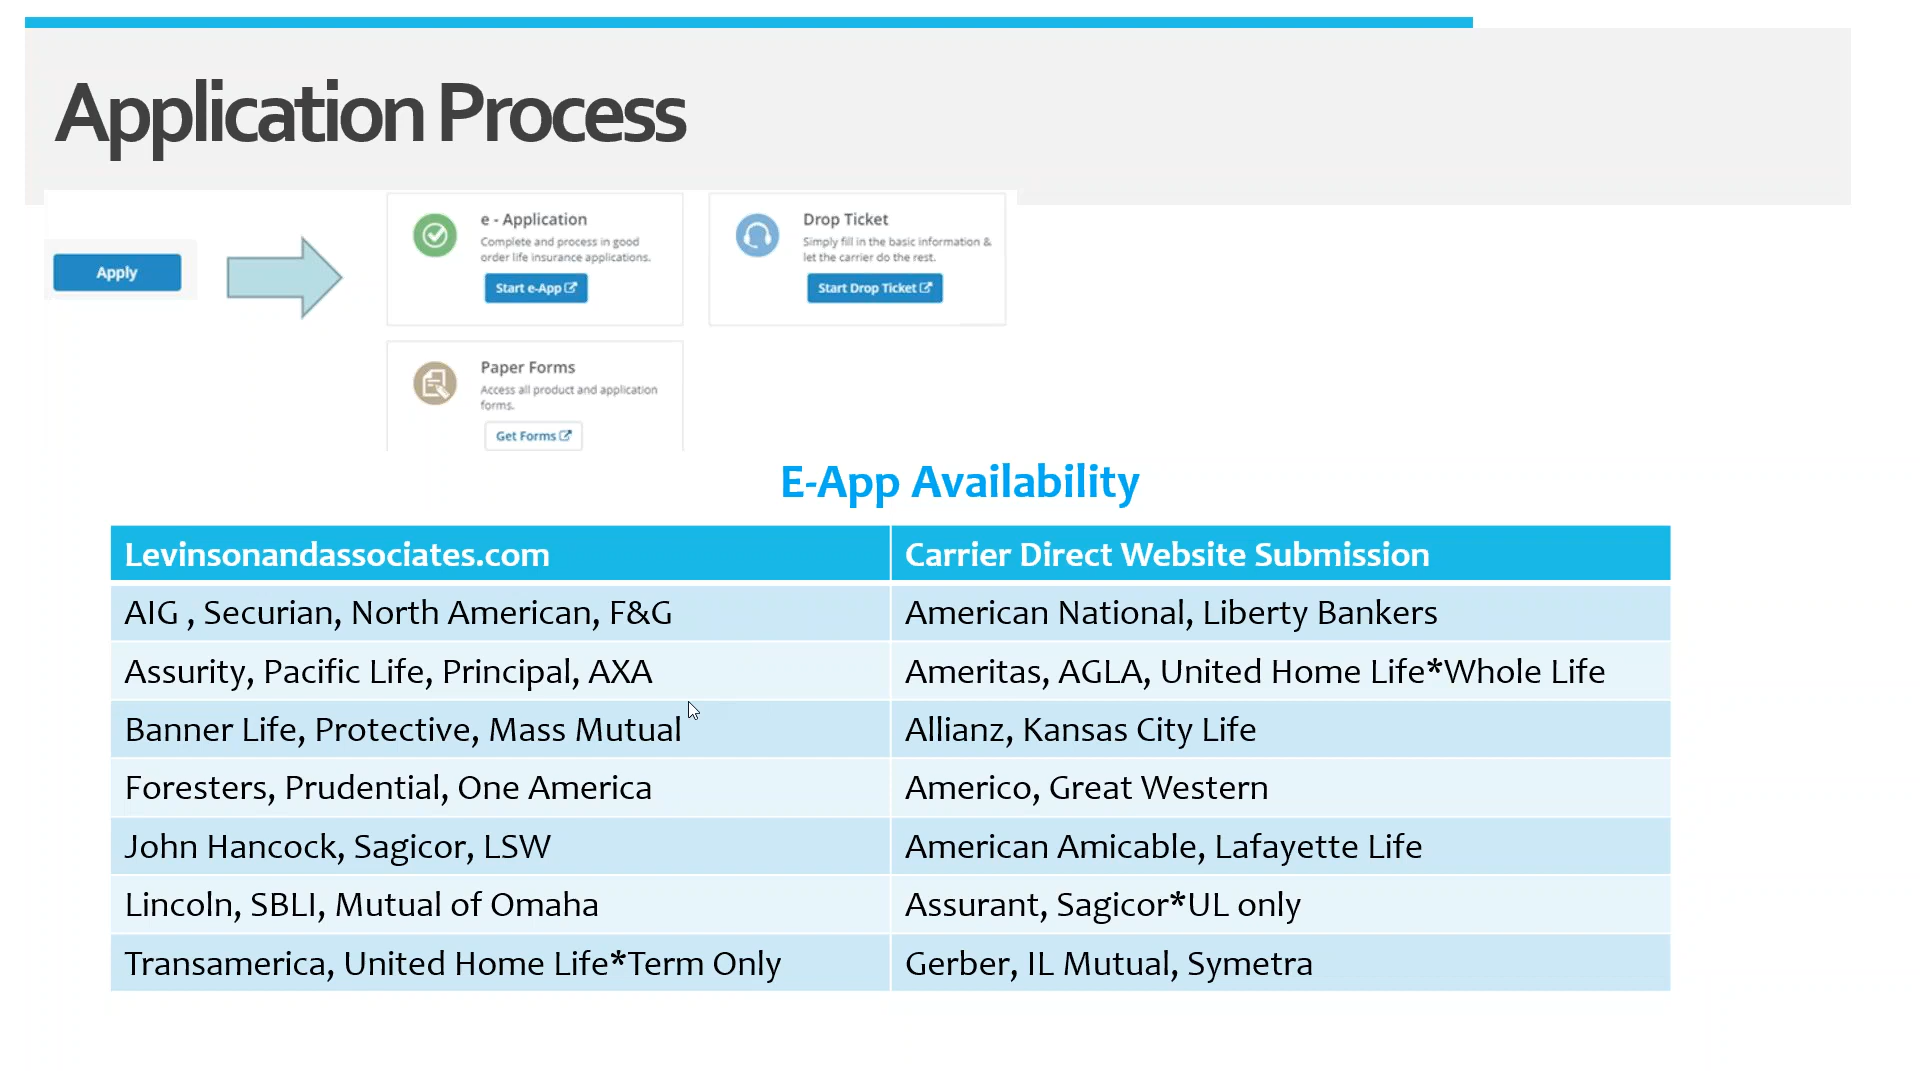 Application Process
Apply
e - Application
Complete and process in good
order life insurance applications.
Start e-App
Drop Ticket
Simply fill in the basic information &
let the carrier do the rest.
Start Drop Ticket
Paper Forms
Access all product and application
forms.
Get Forms
E-App Availability
Levinsonandassociates.com
Carrier Direct Website Submission
AIG , Securian, North American, F&G
American National, Liberty Bankers
Assurity, Pacific Life, Principal, AXA
Ameritas, AGLA, United Home Life*Whole Life
Banner Life, Protective, Mass Mutual
Allianz, Kansas City Life
Foresters, Prudential, One America
Americo, Great Western
John Hancock, Sagicor, LSW
American Amicable, Lafayette Life
Lincoln, SBLI, Mutual of Omaha
Assurant, Sagicor*UL only
Transamerica, United Home Life*Term Only
Gerber, IL Mutual, Symetra